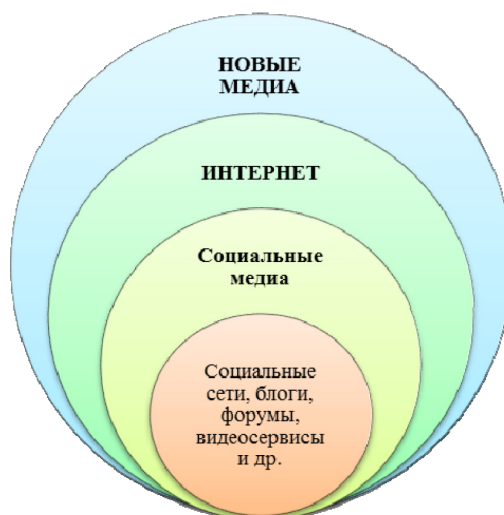 НОВЫЕ
МЕДИА
ИНТЕРНЕТ
Социальные
медиа
Социальные
сети, блоги,
форумы,
видеосервисы
и др.